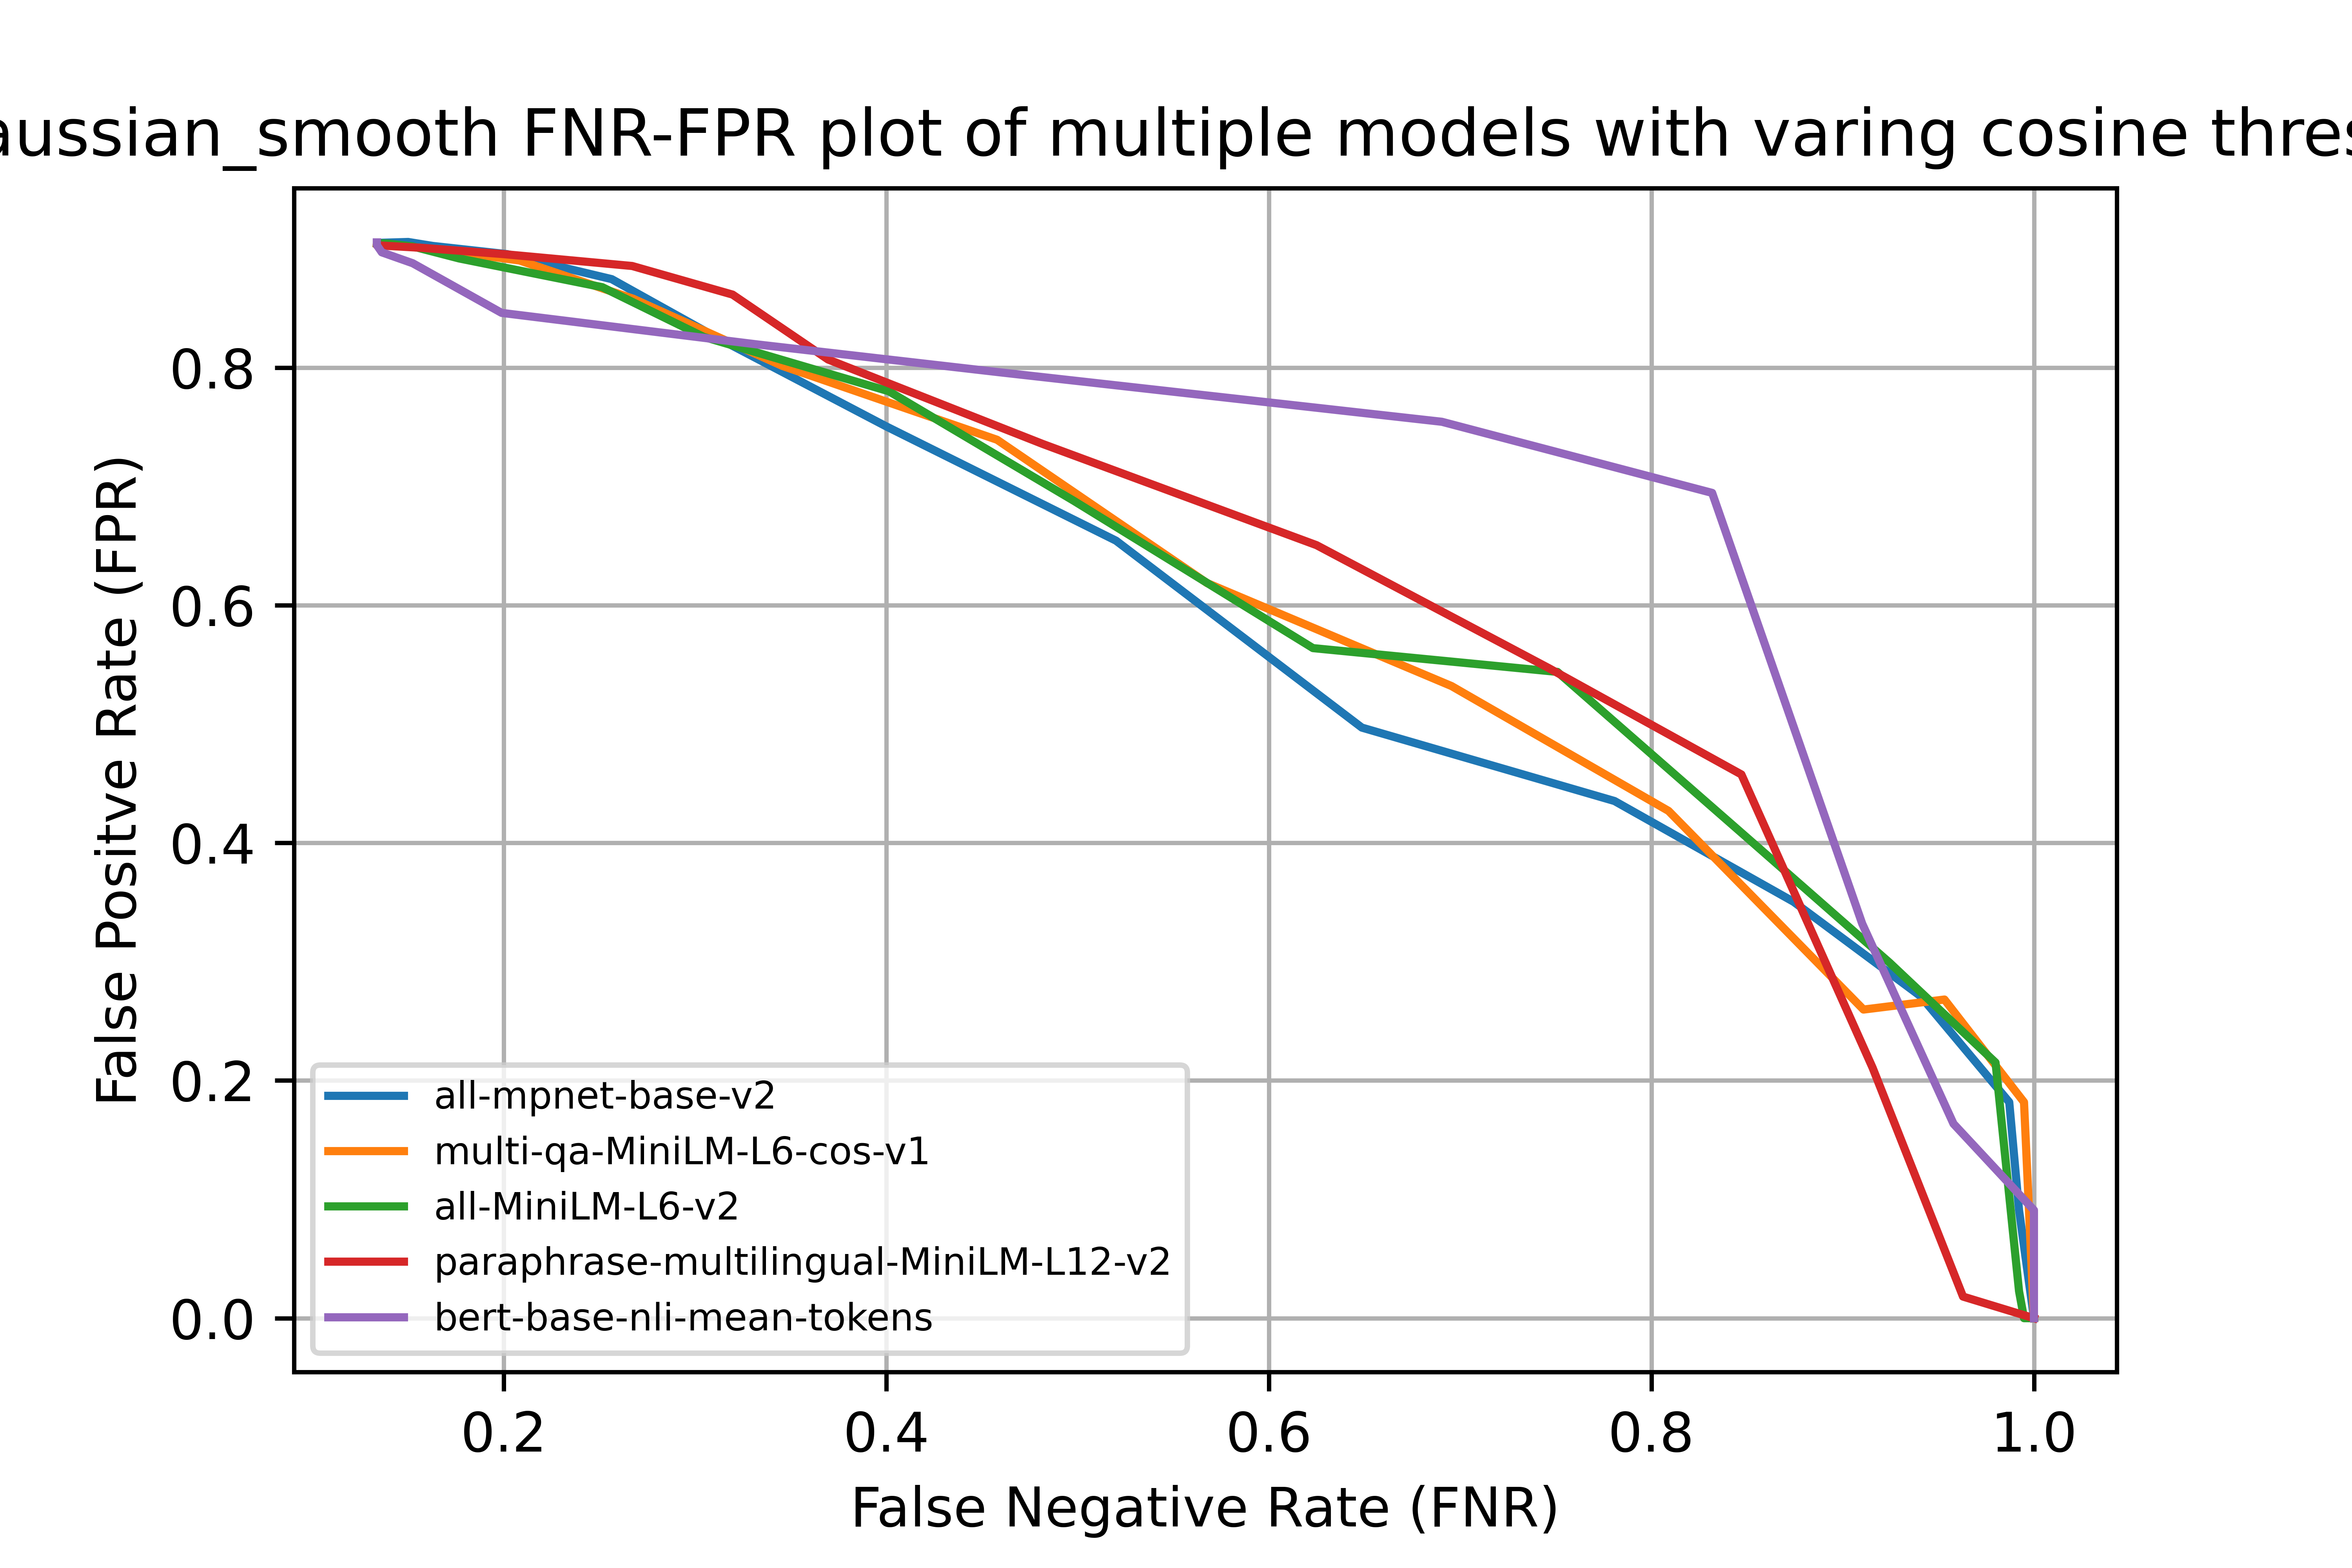 aussian_smooth FNR-FPR plot of multiple models with varing cosine thres
False Positve Rate (FPR)
0.8
0.6
0.4
0.2
0.0
all-mpnet-base-v2
multi-qa-MiniLM-L6-cos-v1
all-MiniLM-L6-v2
paraphrase-multilingual-MiniLM-L12-v2
bert-base-nli-mean-tokens
0.2 0.4 0.6 0.8 1.0
False Negative Rate (FNR)